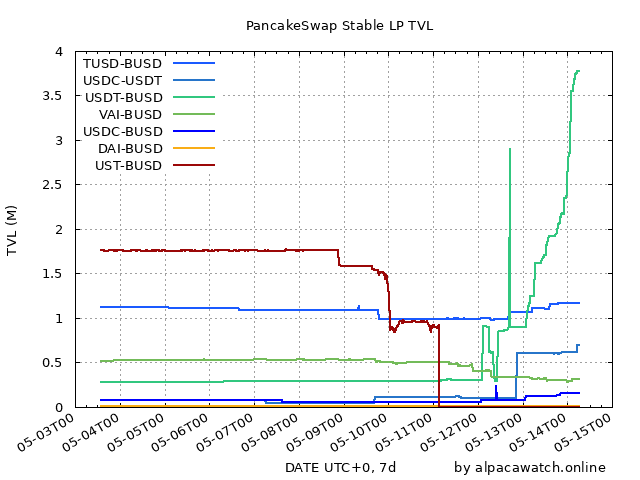 PancakeSwap Stable LP TVL
4
3.5
3
2.5
2
1.5
1
0.5
0
TVL (M)
TUSD-BUSD
USDC-USDT
USDT-BUSD
VAI-BUSD
USDC-BUSD
DAI-BUSD
UST-BUSD
05-03T00
05-04T00
05-05T00
05-06T00
05-07T00
05-08T00
05-09T00
05-10T00
05-11T00
05-12T00
05-13T00
05-14T00
05-15T00
DATE UTC+0, 7d
by alpacawatch.online